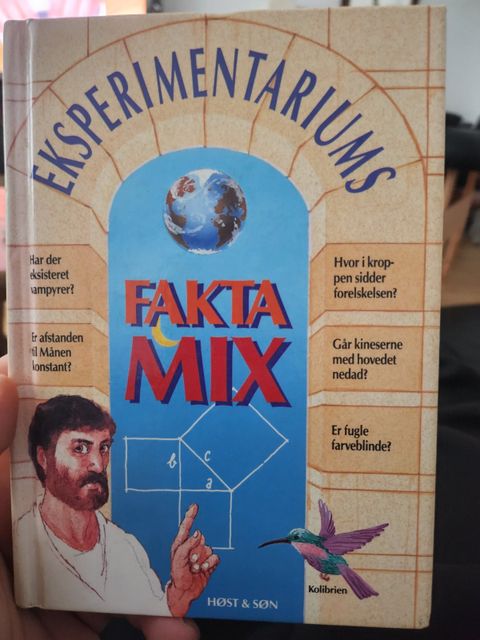 EKSPERIMENTARIUMS
FAKTA
MIX
Har der
eksisteret
vampyrer?
Er afstanden
til Månen
konstant?
Hvor i krop-
pen sidder
forelskelsen?
Går kineserne
med hovedet
nedad?
Er fugle
farveblinde?
b
c
a
Kolibrien
HØST & SØN